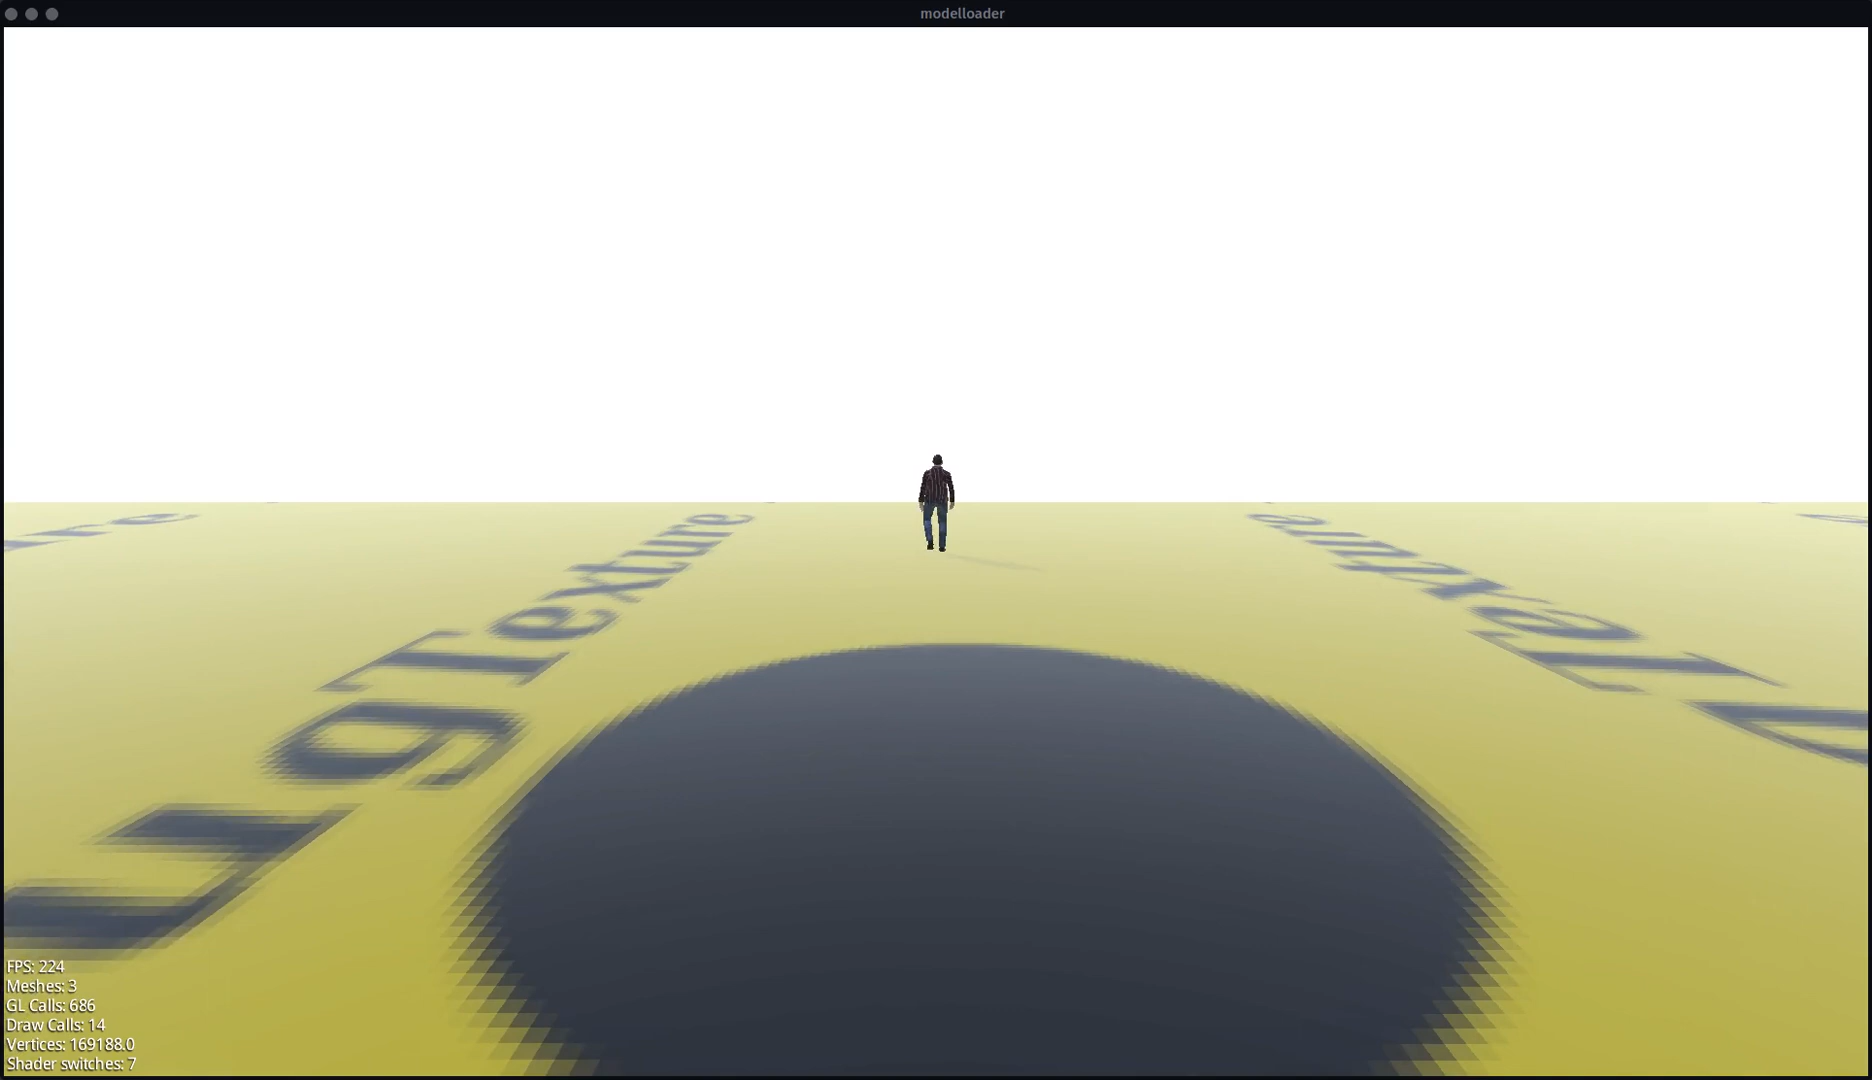 modelloader
ugTexture
Texture
FPS: 224
Meshes: 3
GL Calls: 686
Draw Calls: 14
Vertices: 169188.0
Shader switches: 7